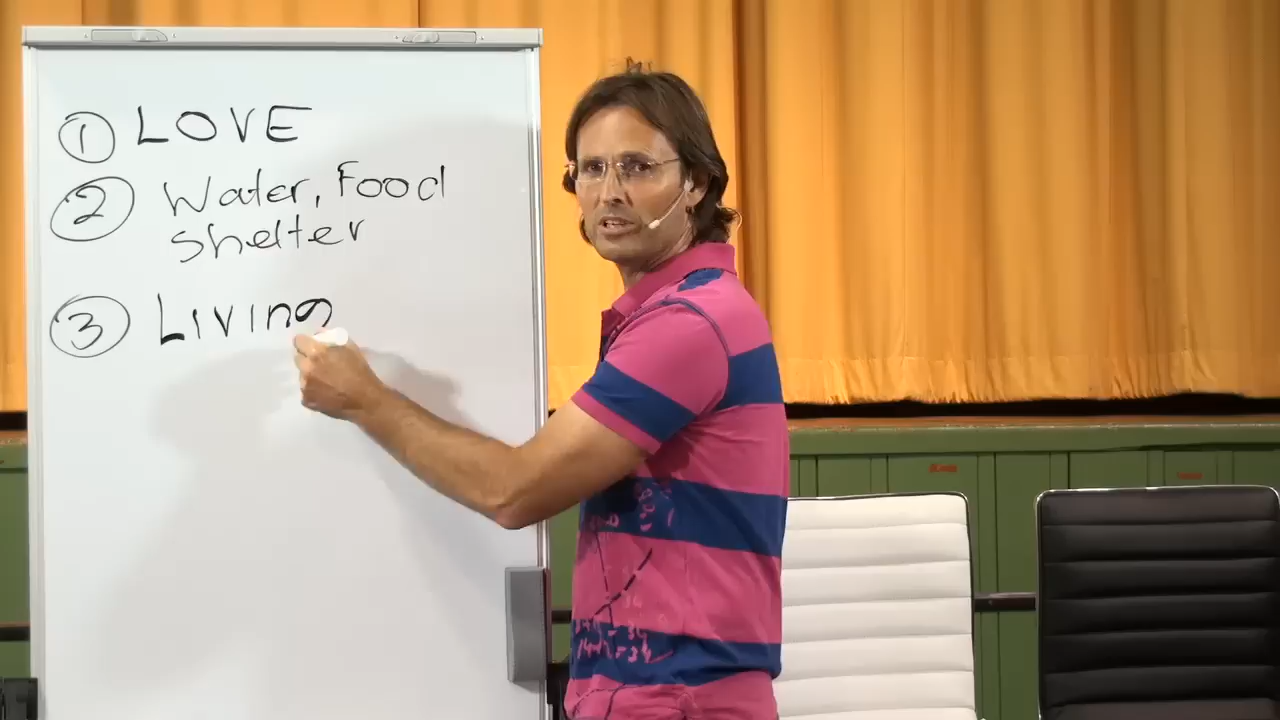 ① LOVE
② Water, Food
shelter
③ Living